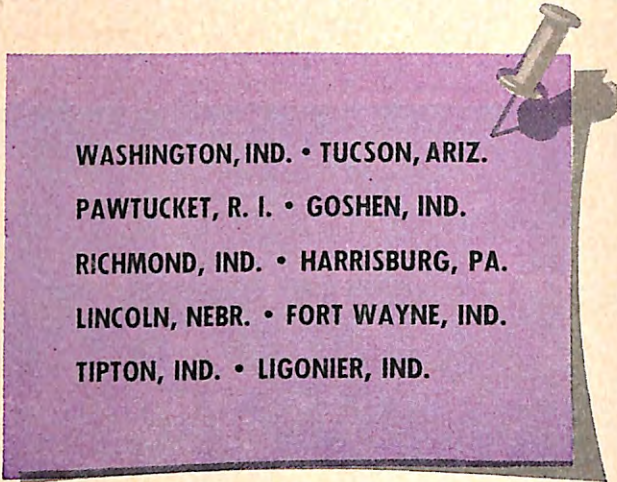 WASHINGTON, IND. • TUCSON, ARIZ.
PAWTUCKET, R. I. • GOSHEN, IND.
RICHMOND, IND. • HARRISBURG, PA.
LINCOLN, NEBR. • FORT WAYNE, IND.
TIPTON, IND. • LIGONIER, IND.